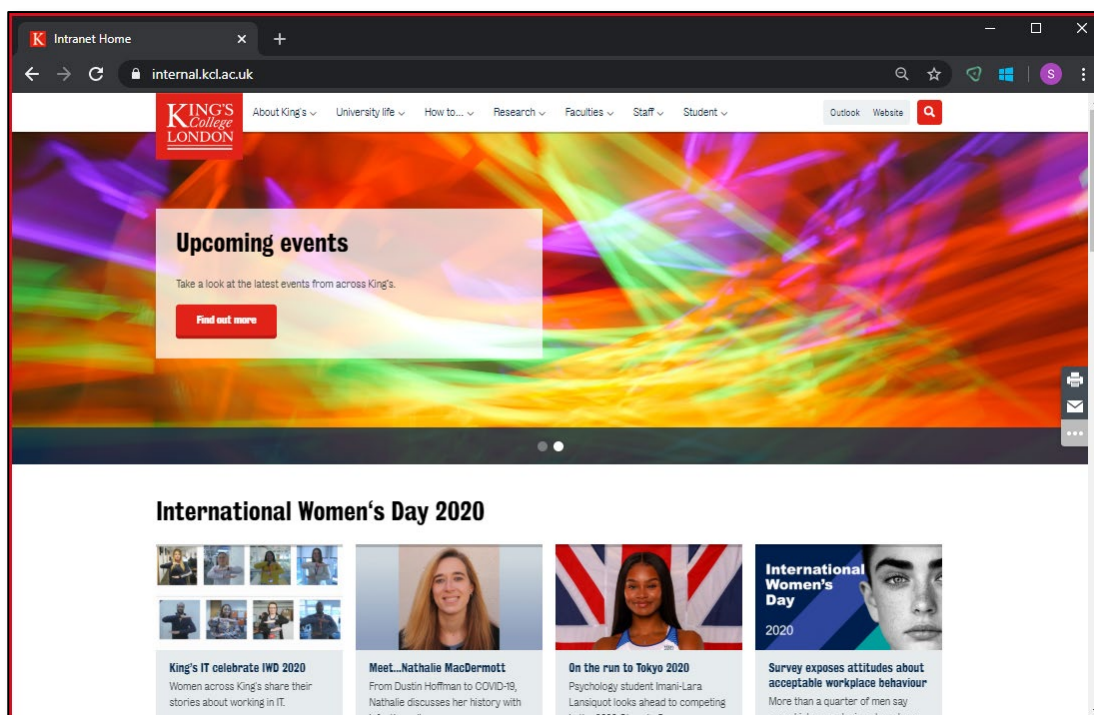 Intranet Home
internal.kcl.ac.uk
S
KING'S
College
LONDON
About King's
University life
How to...
Research
Faculties
Staff
Student
Outlook
Website
Upcoming events
Take a look at the latest events from across King's.
Find out more
International Women's Day 2020
King's IT celebrate IWD 2020
Women across King's share their
stories about working in IT.
Meet...Nathalie MacDermott
From Dustin Hoffman to COVID-19,
Nathalie discusses her history with
On the run to Tokyo 2020
Psychology student Imani-Lara
Lansiquot looks ahead to competing
International
Women's
Day
2020
Survey exposes attitudes about
acceptable workplace behaviour
More than a quarter of men say